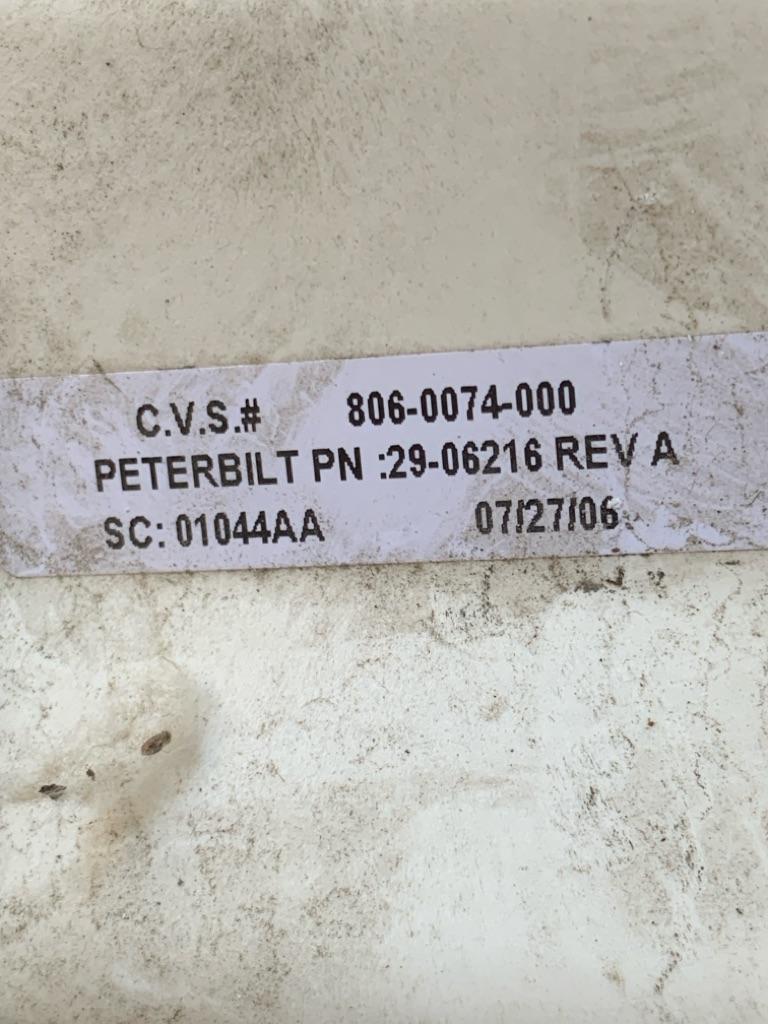 C.V.S.# 806-0074-000
PETERBILT PN :29-06216 REV A
SC: 01044AA 07/27/06